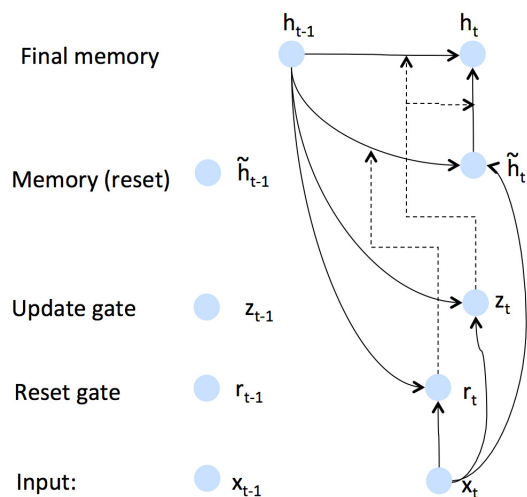 h_{t-1} h_t
Final memory
Memory (reset) h̃_{t-1} h̃_t
Update gate z_{t-1} z_t
Reset gate r_{t-1} r_t
Input: x_{t-1} x_t